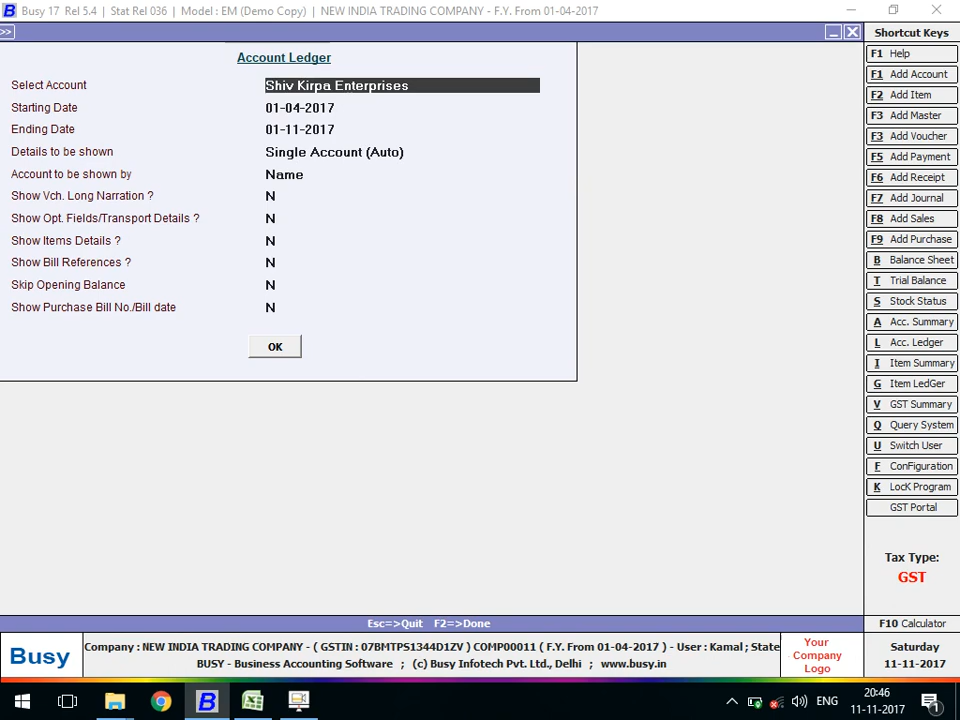 Busy 17 Rel 5.4 | Stat Rel 036 | Model : EM (Demo Copy) | NEW INDIA TRADING COMPANY - F.Y. From 01-04-2017
>>
Account Ledger
Select Account Shiv Kirpa Enterprises
Starting Date 01-04-2017
Ending Date 01-11-2017
Details to be shown Single Account (Auto)
Account to be shown by Name
Show Vch. Long Narration ? N
Show Opt. Fields/Transport Details ? N
Show Items Details ? N
Show Bill References ? N
Skip Opening Balance N
Show Purchase Bill No./Bill date N
OK
Shortcut Keys
F1 Help
F1 Add Account
F2 Add Item
F3 Add Master
F3 Add Voucher
F5 Add Payment
F6 Add Receipt
F7 Add Journal
F8 Add Sales
F9 Add Purchase
B Balance Sheet
T Trial Balance
S Stock Status
A Acc. Summary
L Acc. Ledger
I Item Summary
G Item LedGer
V GST Summary
Q Query System
U Switch User
F ConFiguration
K LocK Program
GST Portal
Tax Type:
GST
Esc=>Quit F2=>Done
F10 Calculator
Busy
Company : NEW INDIA TRADING COMPANY - ( GSTIN : 07BMTPS1344D1ZV ) COMP00011 ( F.Y. From 01-04-2017 ) - User : Kamal ; State
BUSY - Business Accounting Software ; (c) Busy Infotech Pvt. Ltd., Delhi ; www.busy.in
Your
Company
Logo
Saturday
11-11-2017
ENG
20:46
11-11-2017
1